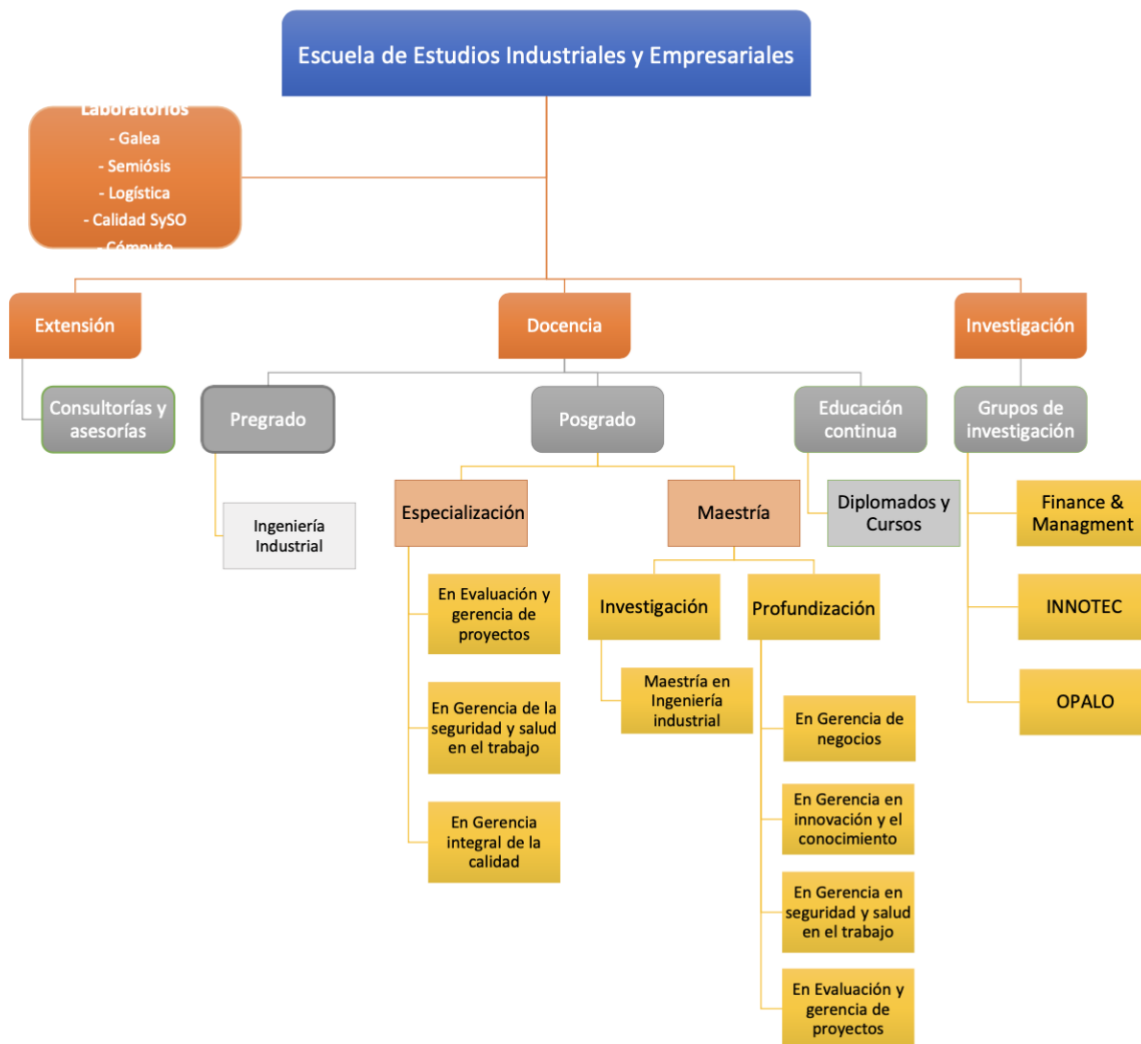 Escuela de Estudios Industriales y Empresariales
Laboratorios
- Galea
- Semiósis
- Logística
- Calidad SySO
- Cómputo
Extensión
Docencia
Investigación
Consultorías y
asesorías
Pregrado
Posgrado
Educación
continua
Grupos de
investigación
Ingeniería
Industrial
Especialización
Maestría
Diplomados y
Cursos
Finance &
Managment
En Evaluación y
gerencia de
proyectos
Investigación
Profundización
INNOTEC
En Gerencia de la
seguridad y salud
en el trabajo
Maestría en
Ingeniería
industrial
En Gerencia de
negocios
OPALO
En Gerencia
integral de la
calidad
En Gerencia en
innovación y el
conocimiento
En Gerencia en
seguridad y salud
en el trabajo
En Evaluación y
gerencia de
proyectos